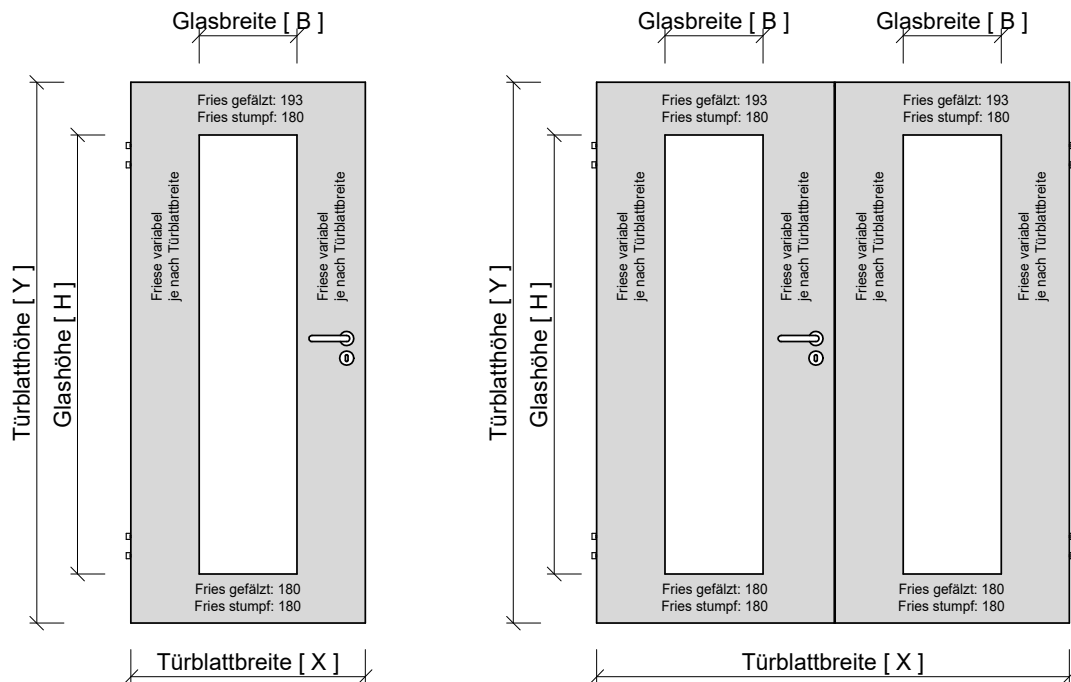 Glasbreite [ B ]
Fries gefälzt: 193
Fries stumpf: 180
Friese variabel
je nach Türblattbreite
Friese variabel
je nach Türblattbreite
Türblatthöhe [ Y ]
Glashöhe [ H ]
Fries gefälzt: 180
Fries stumpf: 180
Türblattbreite [ X ]
Glasbreite [ B ]
Glasbreite [ B ]
Fries gefälzt: 193
Fries stumpf: 180
Fries gefälzt: 193
Fries stumpf: 180
Friese variabel
je nach Türblattbreite
Friese variabel
je nach Türblattbreite
Friese variabel
je nach Türblattbreite
Friese variabel
je nach Türblattbreite
Türblatthöhe [ Y ]
Glashöhe [ H ]
Fries gefälzt: 180
Fries stumpf: 180
Fries gefälzt: 180
Fries stumpf: 180
Türblattbreite [ X ]